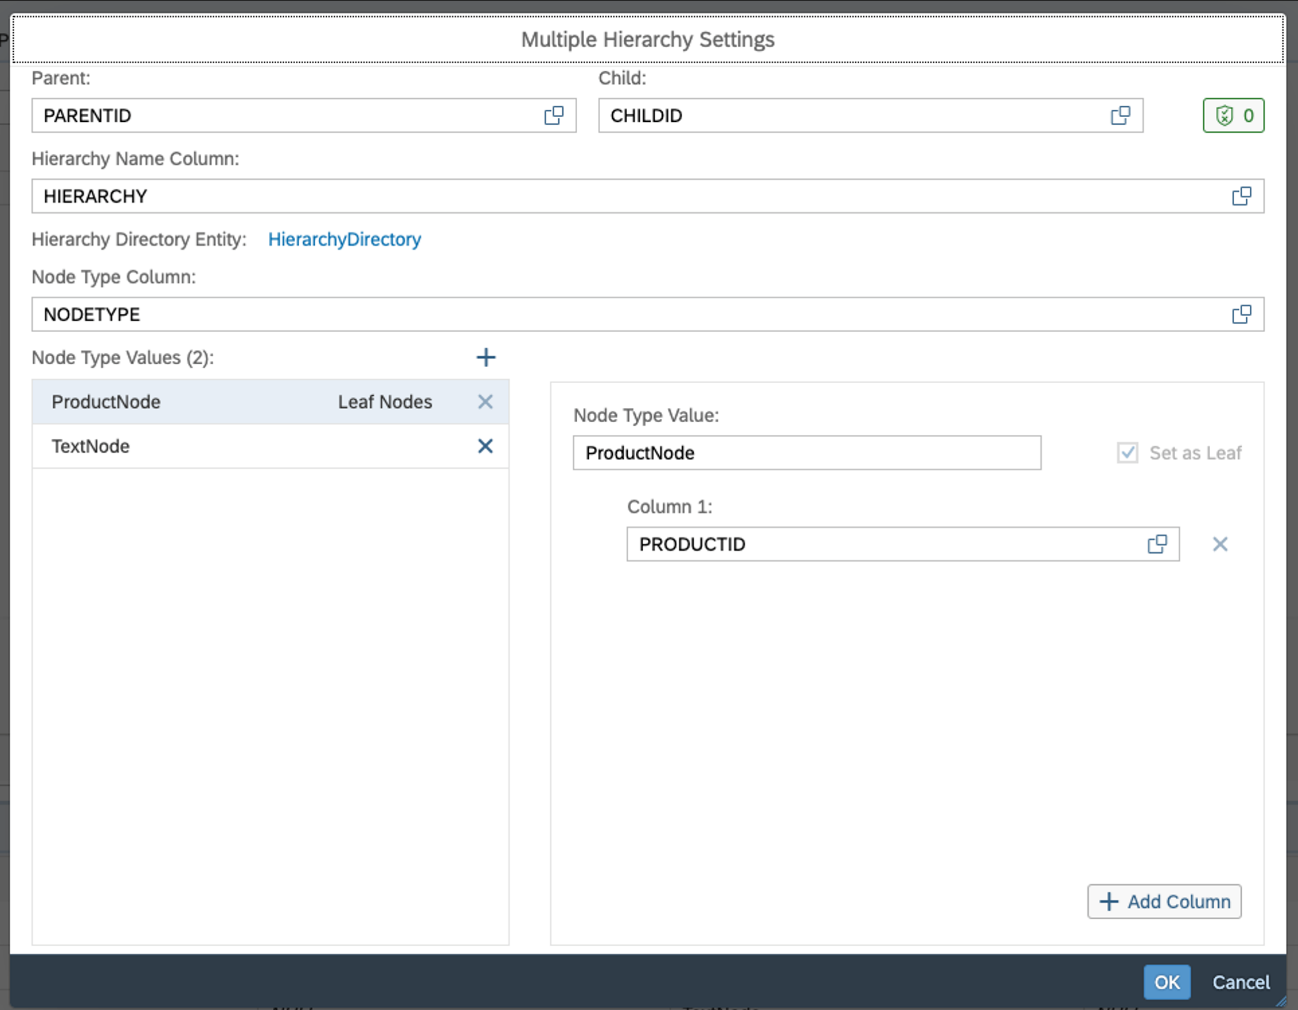 Multiple Hierarchy Settings
Parent:
Child:
PARENTID
CHILDID
0
Hierarchy Name Column:
HIERARCHY
Hierarchy Directory Entity: HierarchyDirectory
Node Type Column:
NODETYPE
Node Type Values (2):
ProductNode Leaf Nodes
TextNode
Node Type Value:
ProductNode
Set as Leaf
Column 1:
PRODUCTID
Add Column
OK Cancel